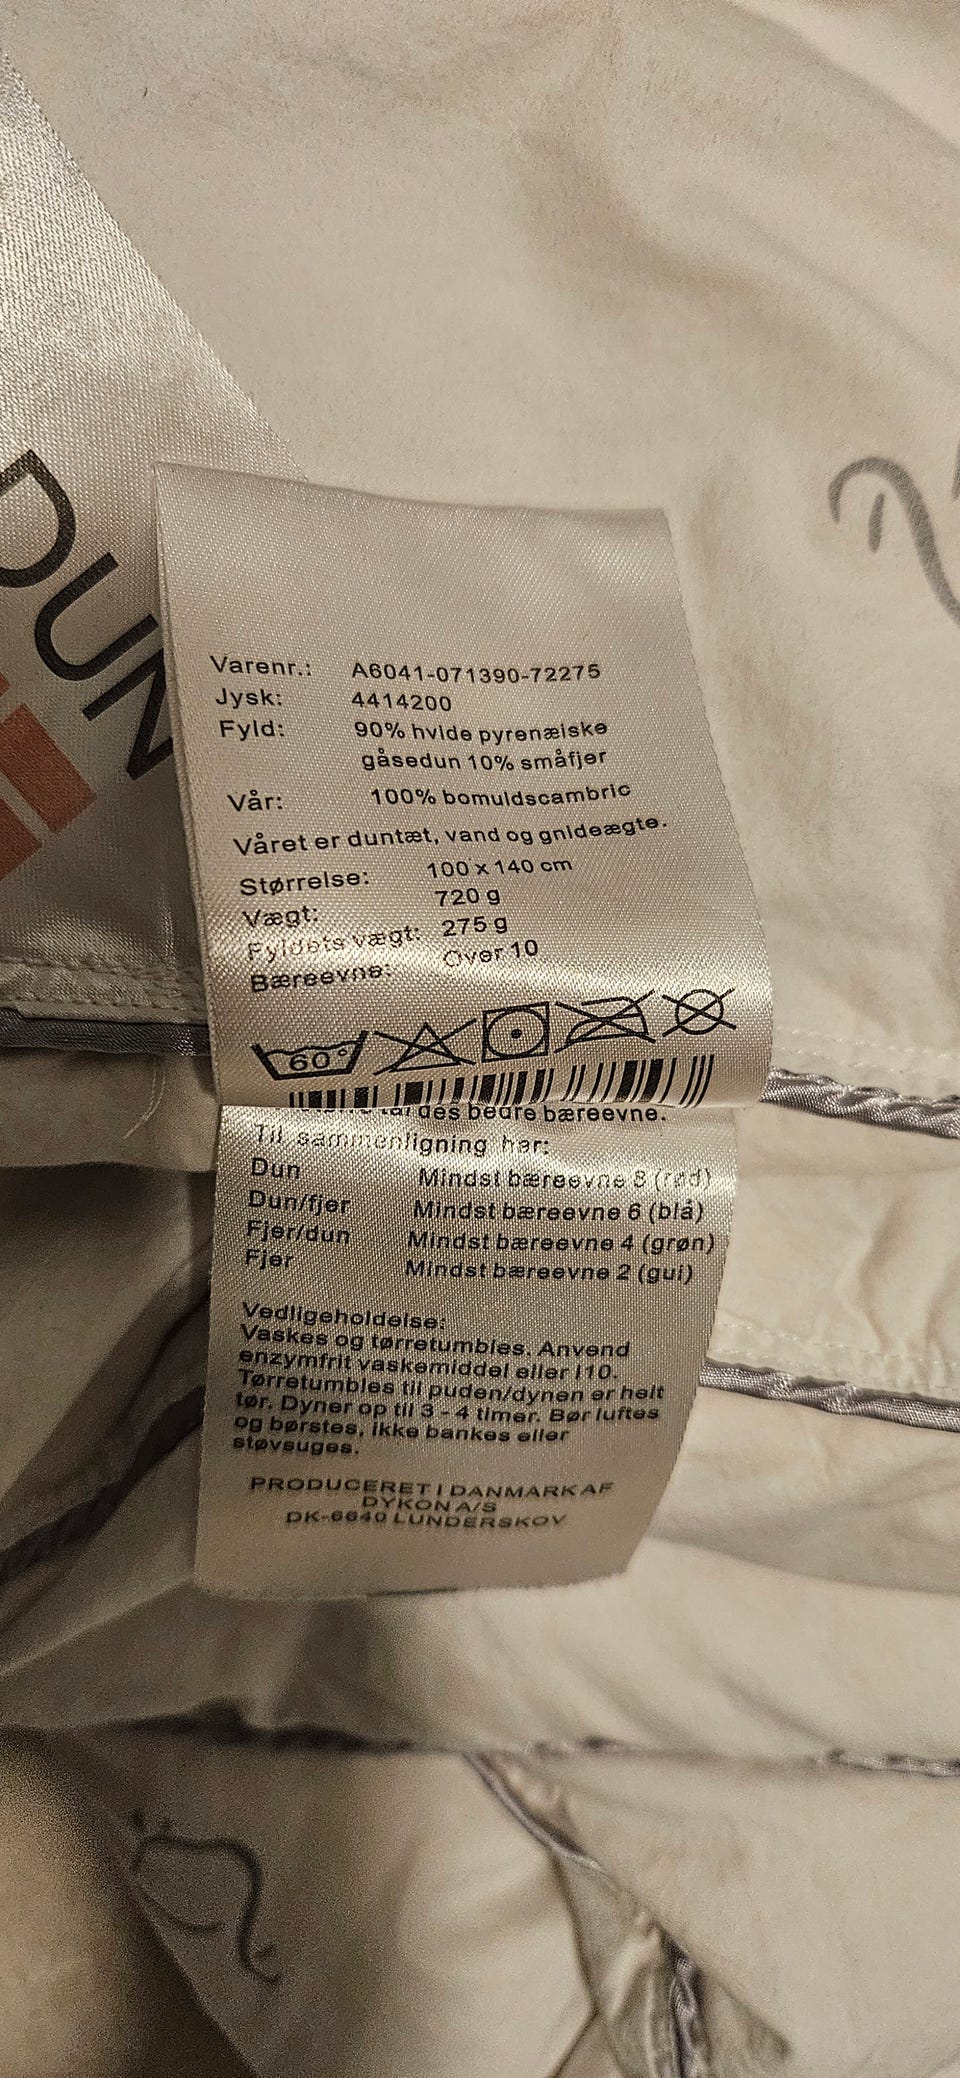 DUN
Varenr.: A6041-071390-72275
Jysk: 4414200
Fyld: 90% hvide pyrenæiske
gåsedun 10% småfjer
Vår: 100% bomuldscambric
Våret er duntæt, vand og gnideægte.
Størrelse: 100 x 140 cm
Vægt: 720 g
Fyldets vægt: 275 g
Bæreevne: Over 10
60°
des bedre bæreevne.
Til sammenligning har:
Dun Mindst bæreevne 8 (rød)
Dun/fjer Mindst bæreevne 6 (blå)
Fjer/dun Mindst bæreevne 4 (grøn)
Fjer Mindst bæreevne 2 (gul)
Vedligeholdelse:
Vaskes og tørretumbles. Anvend
enzymfrit vaskemiddel eller I10.
Tørretumbles til puden/dynen er helt
tør. Dyner op til 3 - 4 timer. Bør luftes
og børstes, ikke bankes eller
støvsuges.
PRODUCERET I DANMARK AF
DYKON A/S
DK-6640 LUNDERSKOV